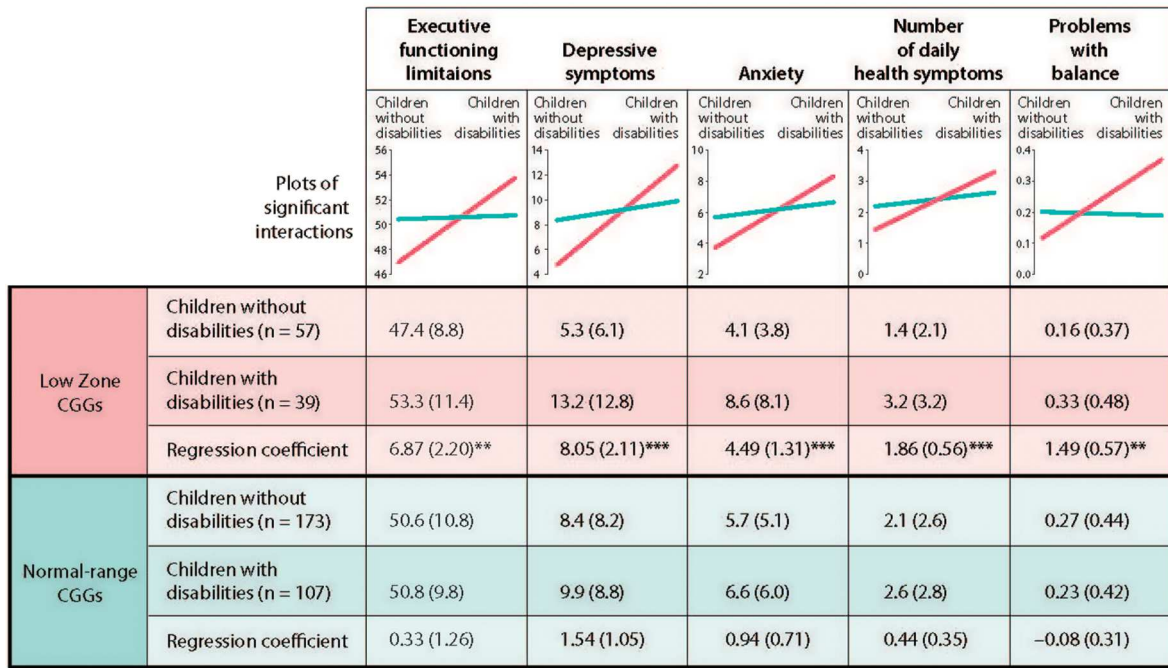 Executive functioning limitaions
Depressive symptoms
Anxiety
Number of daily health symptoms
Problems with balance
Plots of significant interactions
Children without disabilities
Children with disabilities
56
54
52
50
48
46
Children without disabilities
Children with disabilities
14
12
10
8
6
4
Children without disabilities
Children with disabilities
10
8
6
4
2
Children without disabilities
Children with disabilities
4
3
2
1
0
Children without disabilities
Children with disabilities
0.4
0.3
0.2
0.1
0.0
Low Zone CGGs
Children without disabilities (n = 57)
47.4 (8.8)
5.3 (6.1)
4.1 (3.8)
1.4 (2.1)
0.16 (0.37)
Children with disabilities (n = 39)
53.3 (11.4)
13.2 (12.8)
8.6 (8.1)
3.2 (3.2)
0.33 (0.48)
Regression coefficient
6.87 (2.20)**
8.05 (2.11)***
4.49 (1.31)***
1.86 (0.56)***
1.49 (0.57)**
Normal-range CGGs
Children without disabilities (n = 173)
50.6 (10.8)
8.4 (8.2)
5.7 (5.1)
2.1 (2.6)
0.27 (0.44)
Children with disabilities (n = 107)
50.8 (9.8)
9.9 (8.8)
6.6 (6.0)
2.6 (2.8)
0.23 (0.42)
Regression coefficient
0.33 (1.26)
1.54 (1.05)
0.94 (0.71)
0.44 (0.35)
–0.08 (0.31)